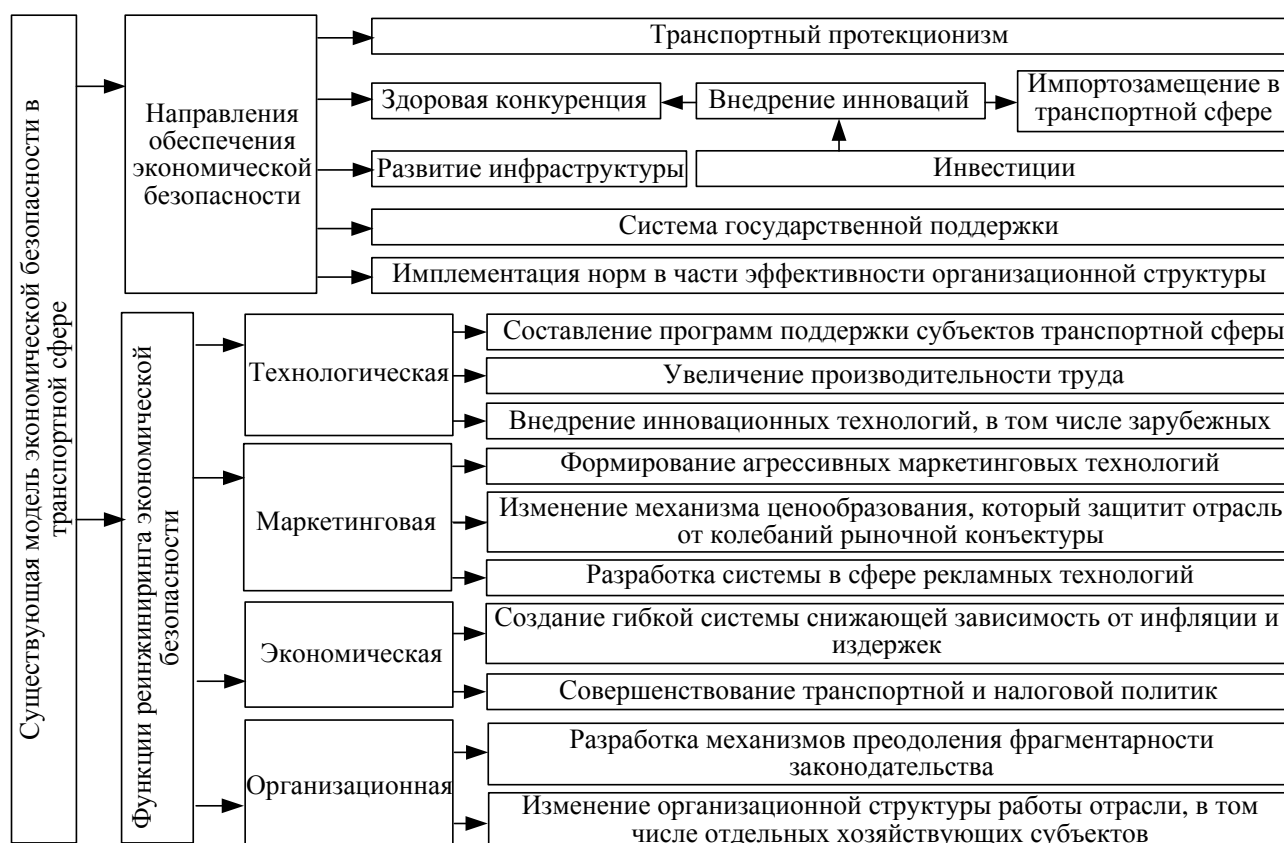 Существующая модель экономической безопасности в
транспортной сфере
Направления
обеспечения
экономической
безопасности
Транспортный протекционизм
Здоровая конкуренция
Внедрение инноваций
Импортозамещение в
транспортной сфере
Развитие инфраструктуры
Инвестиции
Система государственной поддержки
Имплементация норм в части эффективности организационной структуры
Функции реинжиниринга экономической
безопасности
Технологическая
Составление программ поддержки субъектов транспортной сферы
Увеличение производительности труда
Внедрение инновационных технологий, в том числе зарубежных
Маркетинговая
Формирование агрессивных маркетинговых технологий
Изменение механизма ценообразования, который защитит отрасль
от колебаний рыночной конъектуры
Разработка системы в сфере рекламных технологий
Экономическая
Создание гибкой системы снижающей зависимость от инфляции и
издержек
Совершенствование транспортной и налоговой политик
Организационная
Разработка механизмов преодоления фрагментарности
законодательства
Изменение организационной структуры работы отрасли, в том
числе отдельных хозяйствующих субъектов